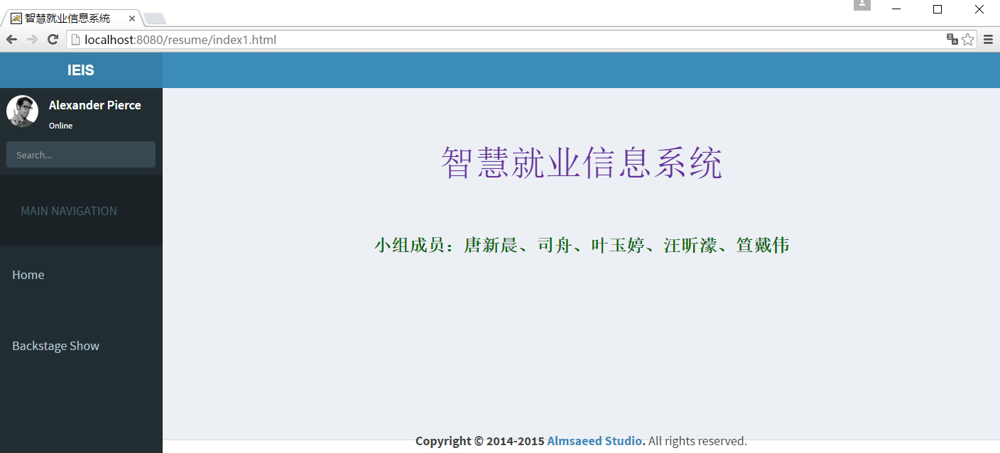 智慧就业信息系统
localhost:8080/resume/index1.html
IEIS
Alexander Pierce
Online
Search...
MAIN NAVIGATION
Home
Backstage Show
智慧就业信息系统
小组成员：唐新晨、司舟、叶玉婷、汪昕濛、笪戴伟
Copyright © 2014-2015 Almsaeed Studio. All rights reserved.